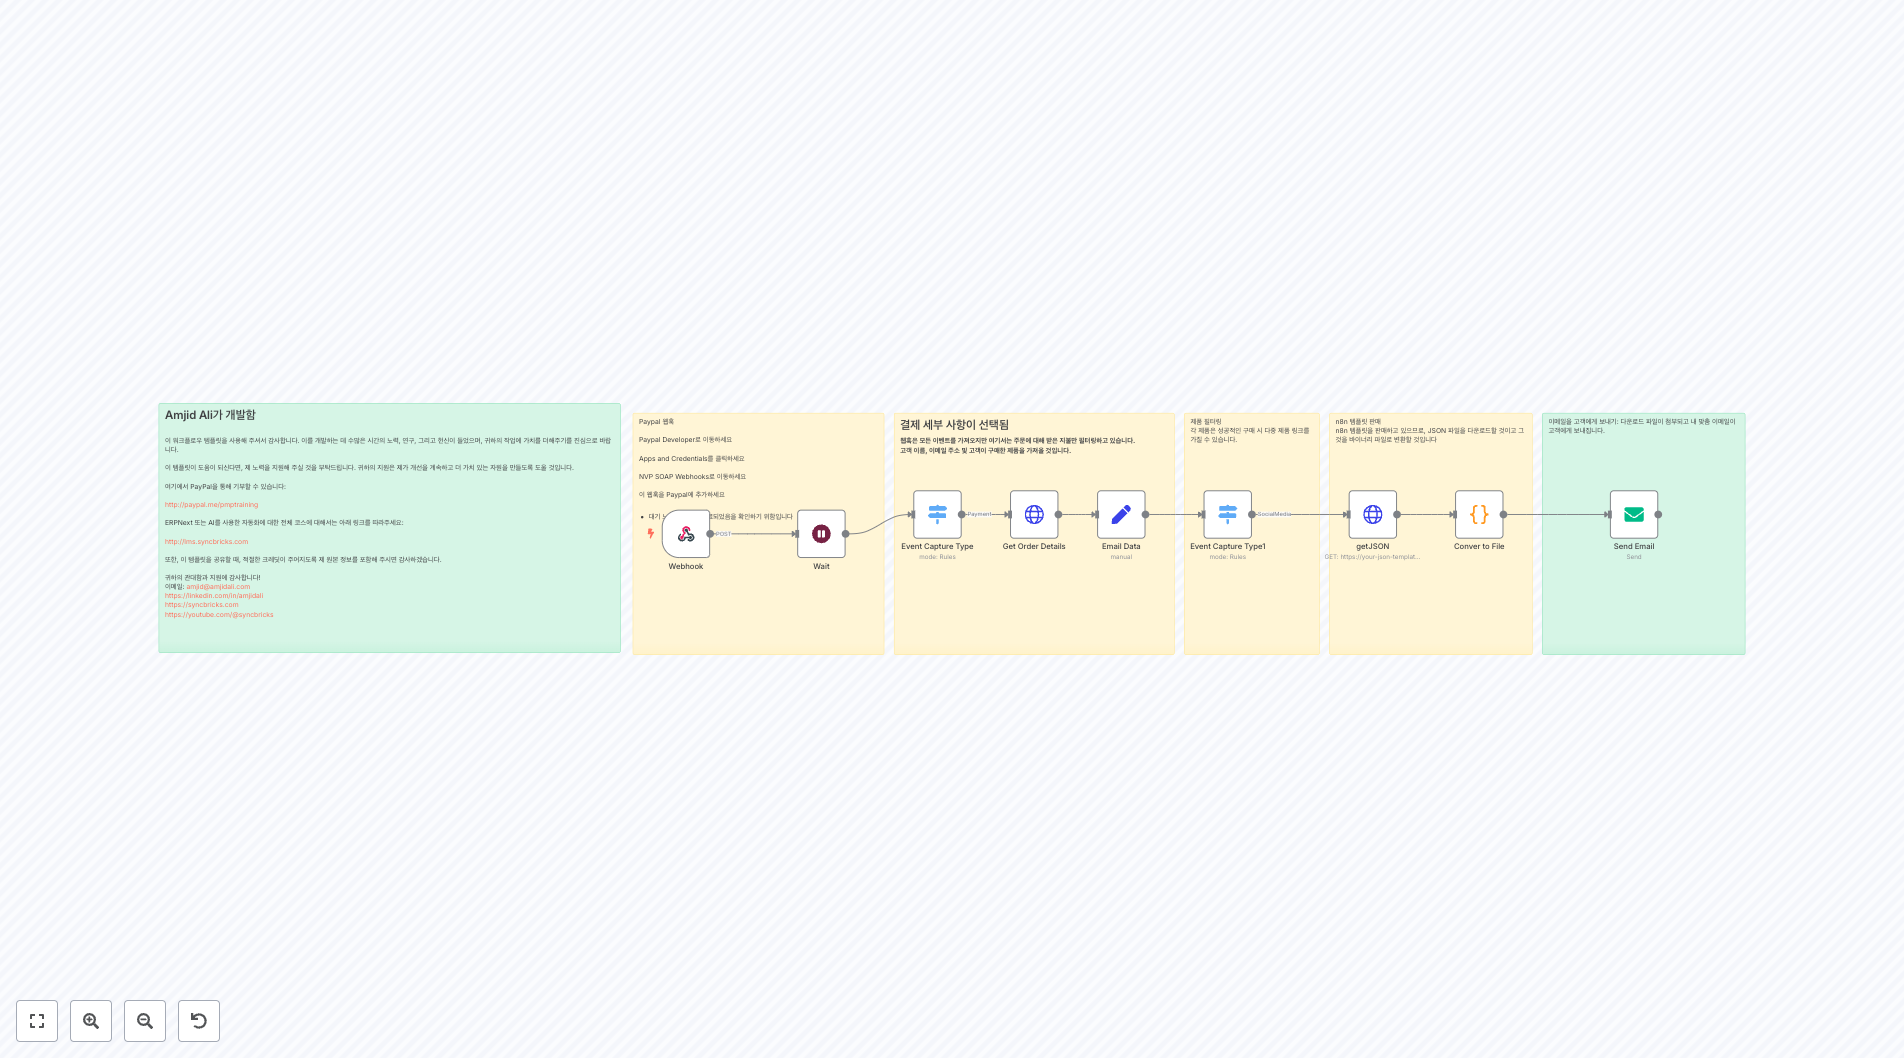 Amjid Ali가 개발함
이 워크플로우 템플릿을 사용해 주셔서 감사합니다. 이를 개발하는 데 수많은 시간의 노력, 연구, 그리고 헌신이 들었으며, 귀하의 작업에 가치를 더해주기를 진심으로 바랍
니다.
이 템플릿이 도움이 되신다면, 제 노력을 지원해 주실 것을 부탁드립니다. 귀하의 지원은 제가 개선을 계속하고 더 가치 있는 자원을 만들도록 도울 것입니다.
여기에서 PayPal을 통해 기부할 수 있습니다:
http://paypal.me/pmptraining
ERPNext 또는 AI를 사용한 자동화에 대한 전체 코스에 대해서는 아래 링크를 따라주세요:
http://lms.syncbricks.com
또한, 이 템플릿을 공유할 때, 적절한 크레딧이 주어지도록 제 원본 정보를 포함해 주시면 감사하겠습니다.
귀하의 관대함과 지원에 감사합니다!
이메일: amjid@amjidali.com
https://linkedin.com/in/amjidali
https://syncbricks.com
https://youtube.com/@syncbricks
Paypal 웹훅
Paypal Developer로 이동하세요
Apps and Credentials를 클릭하세요
NVP SOAP Webhooks로 이동하세요
이 웹훅을 Paypal에 추가하세요
대기 되었음을 확인하기 위함입니다
POST
Webhook
Wait
결제 세부 사항이 선택됨
웹훅은 모든 이벤트를 가져오지만 여기서는 주문에 대해 받은 지불만 필터링하고 있습니다.
고객 이름, 이메일 주소 및 고객이 구매한 제품을 가져올 것입니다.
Payment
Event Capture Type
mode: Rules
Get Order Details
Email Data
manual
제품 필터링
각 제품은 성공적인 구매 시 다중 제품 링크를
가질 수 있습니다.
SocialMedia
Event Capture Type1
mode: Rules
n8n 템플릿 판매
n8n 템플릿을 판매하고 있으므로, JSON 파일을 다운로드할 것이고 그
것을 바이너리 파일로 변환할 것입니다
getJSON
GET: https://your-json-templat...
Conver to File
이메일을 고객에게 보내기: 다운로드 파일이 첨부되고 내 맞춤 이메일이
고객에게 보내집니다.
Send Email
Send